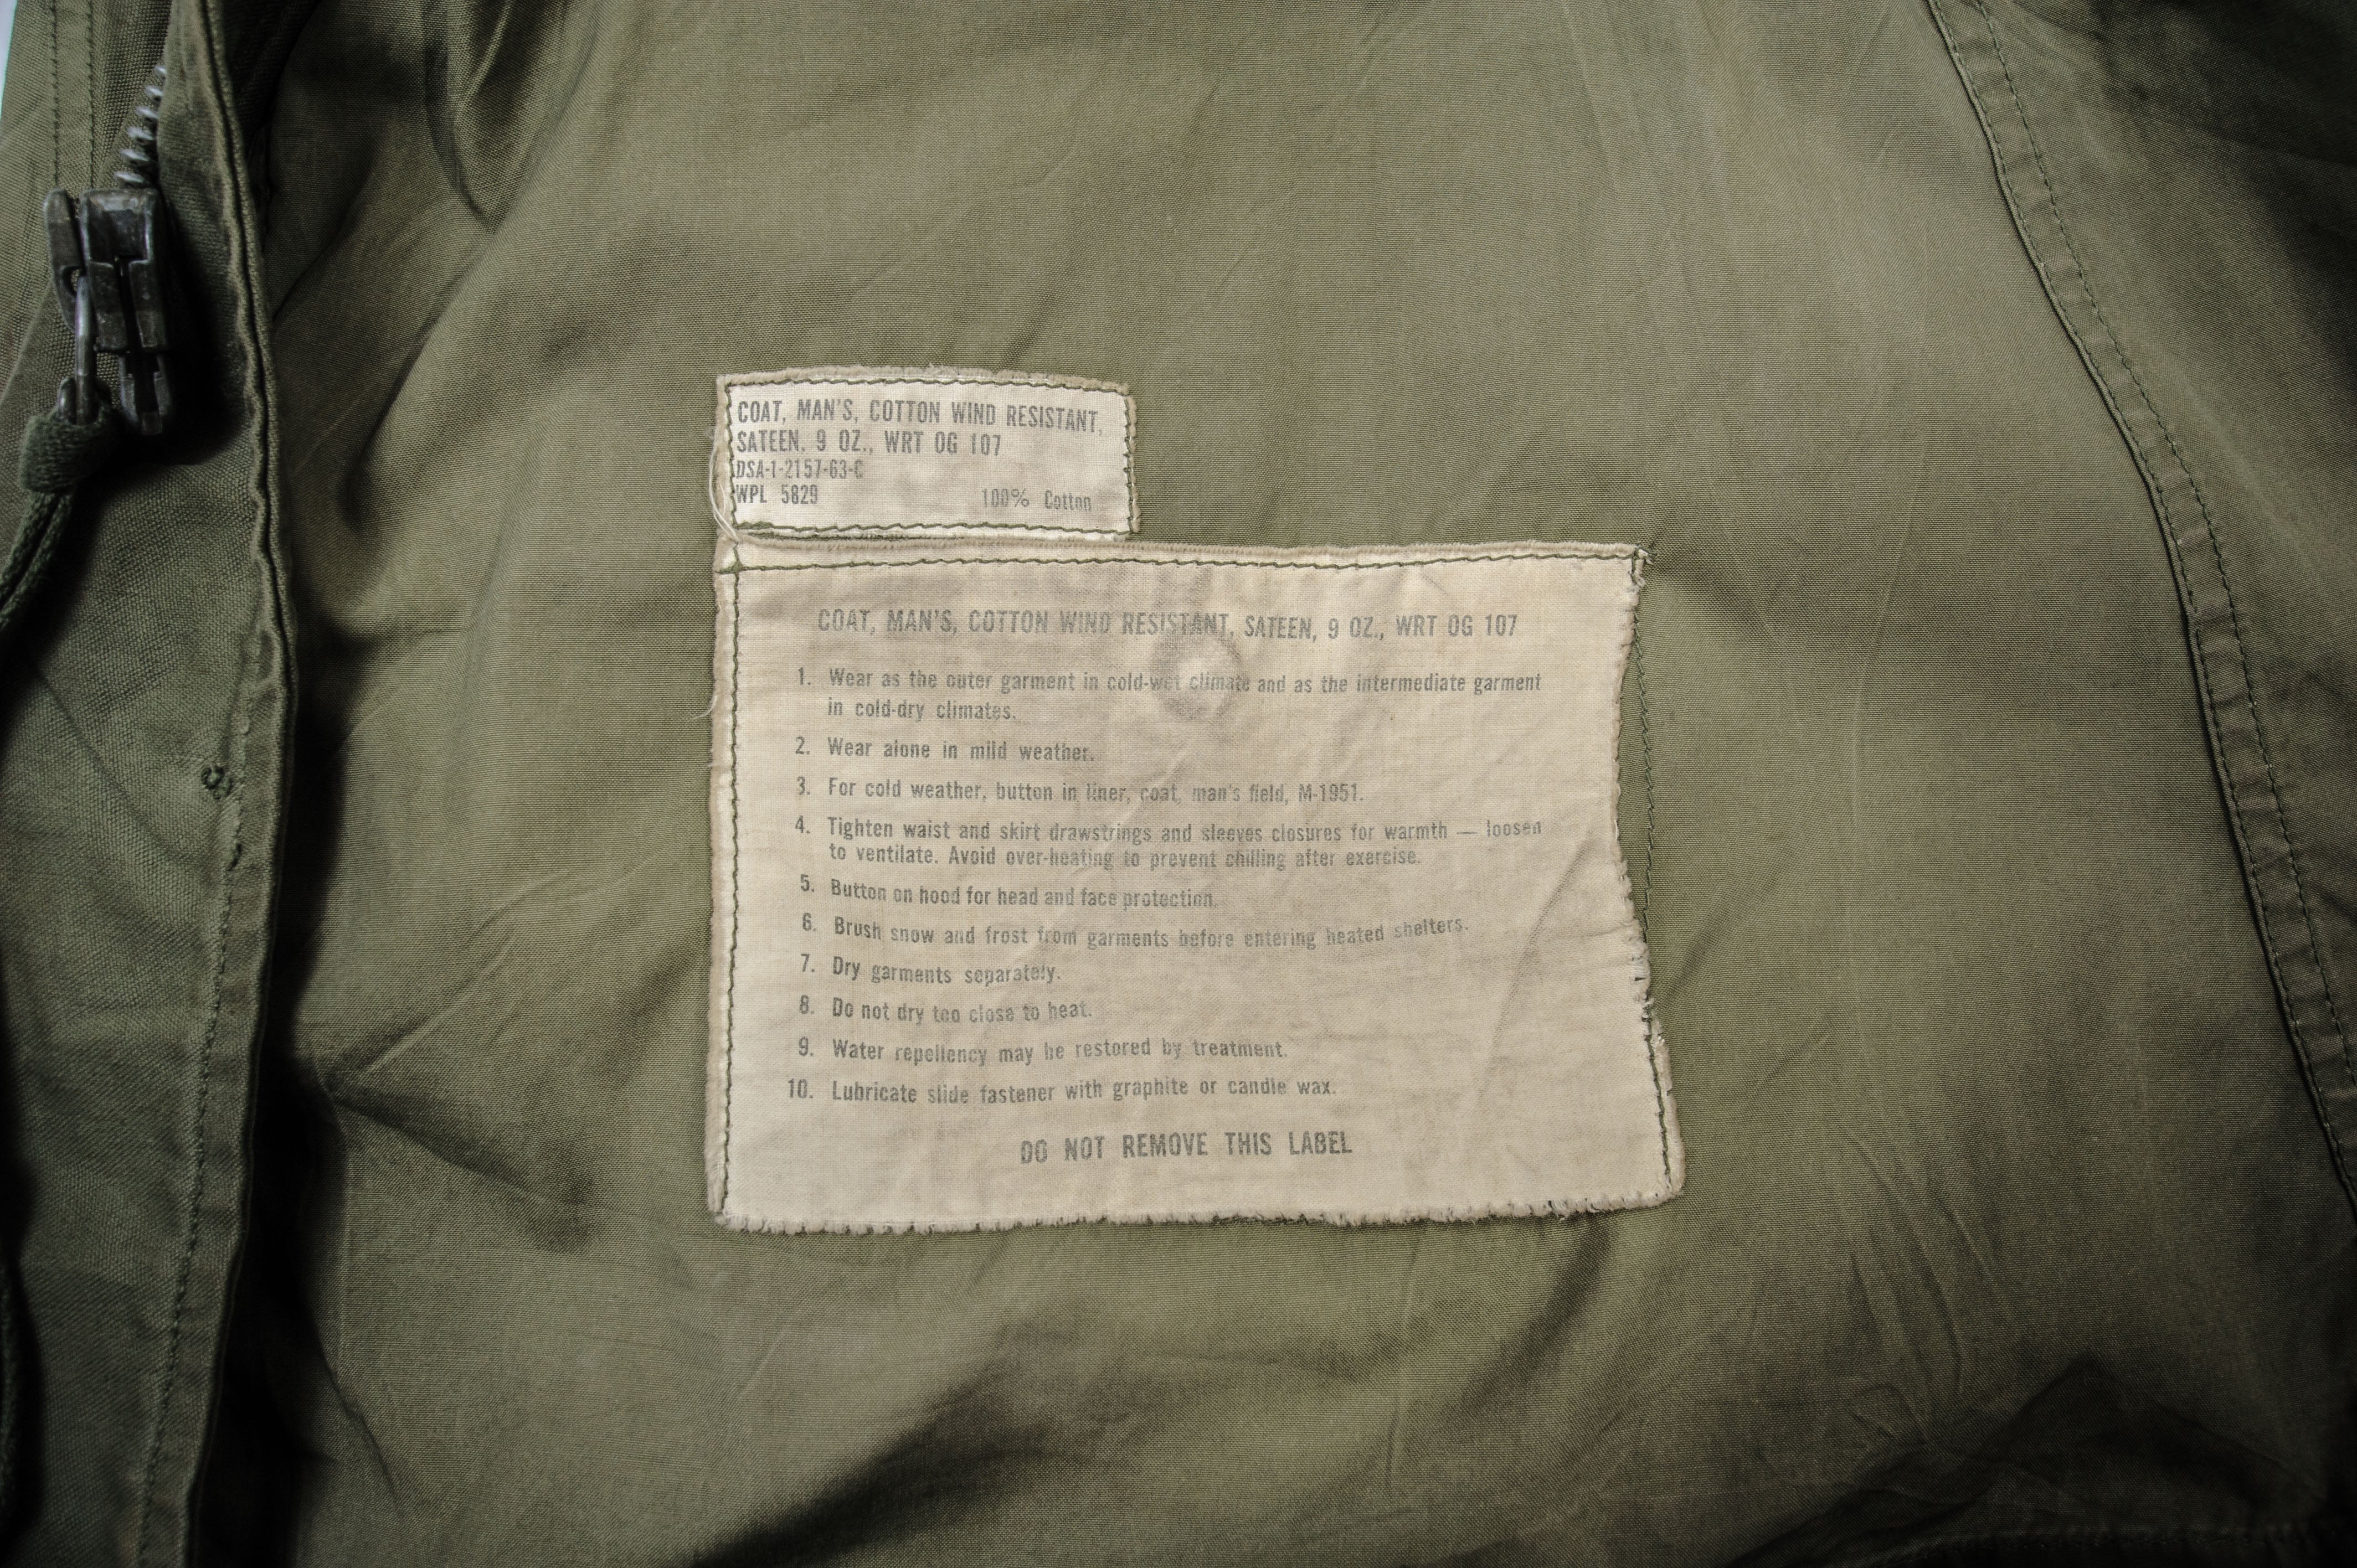 COAT, MAN'S, COTTON WIND RESISTANT,
SATEEN. 9 OZ., WRT OG 107
DSA-1-2157-63-C
WPL 5829 100% Cotton
COAT, MAN'S, COTTON WIND RESISTANT, SATEEN, 9 OZ., WRT OG 107
1. Wear as the outer garment in cold-wet climate and as the intermediate garment
in cold-dry climates.
2. Wear alone in mild weather.
3. For cold weather, button in liner, coat, man's field, M-1951.
4. Tighten waist and skirt drawstrings and sleeves closures for warmth — loosen
to ventilate. Avoid over-heating to prevent chilling after exercise.
5. Button on hood for head and face protection.
6. Brush snow and frost from garments before entering heated shelters.
7. Dry garments separately.
8. Do not dry too close to heat.
9. Water repellency may be restored by treatment.
10. Lubricate slide fastener with graphite or candle wax.
DO NOT REMOVE THIS LABEL